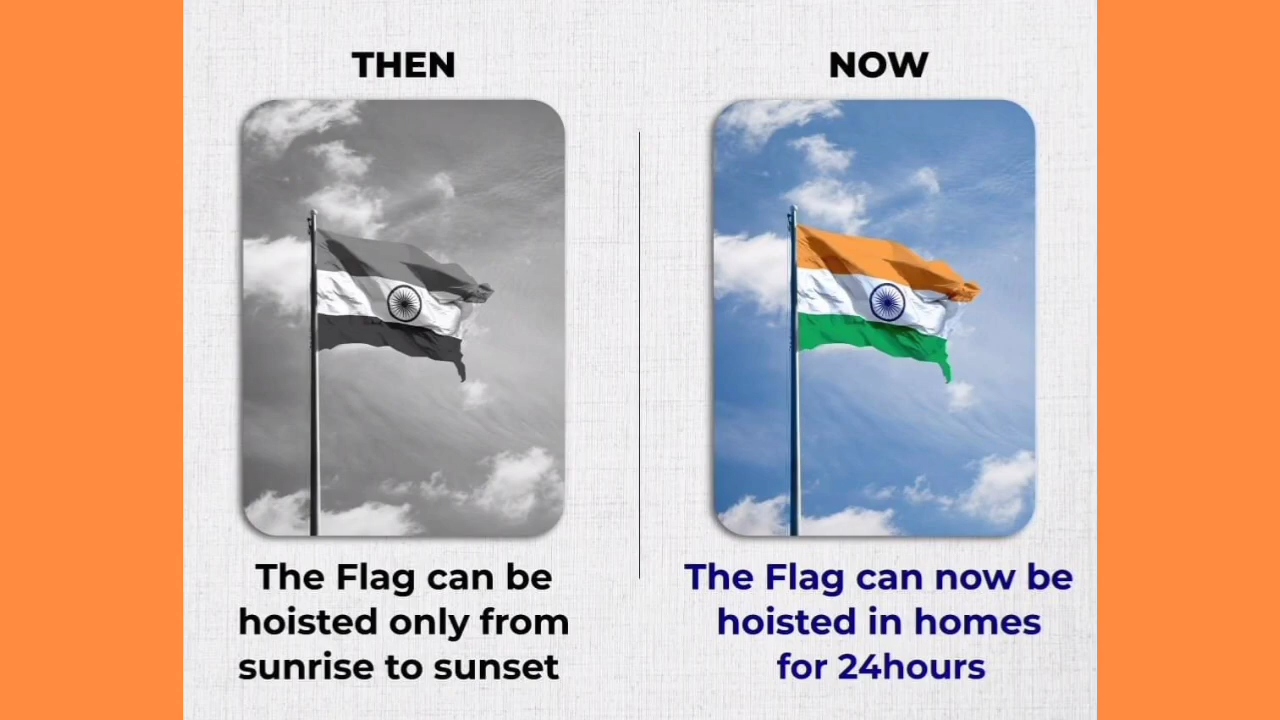 THEN
The Flag can be
hoisted only from
sunrise to sunset
NOW
The Flag can now be
hoisted in homes
for 24hours